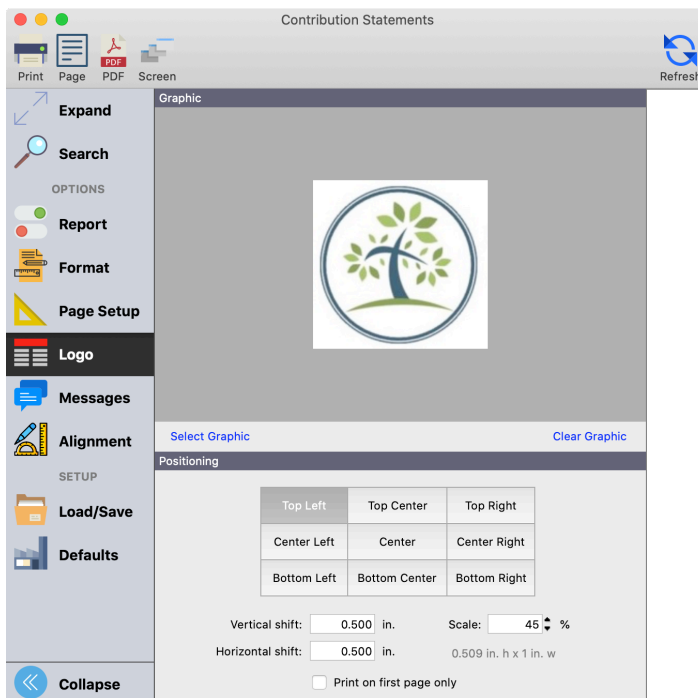 Contribution Statements
Print Page PDF Screen
Refresh
PDF
Expand
Search
OPTIONS
Report
Format
Page Setup
Logo
Messages
Alignment
SETUP
Load/Save
Defaults
Collapse
Graphic
Select Graphic Clear Graphic
Positioning
Top Left Top Center Top Right
Center Left Center Center Right
Bottom Left Bottom Center Bottom Right
Vertical shift: 0.500 in. Scale: 45 %
Horizontal shift: 0.500 in. 0.509 in. h x 1 in. w
Print on first page only